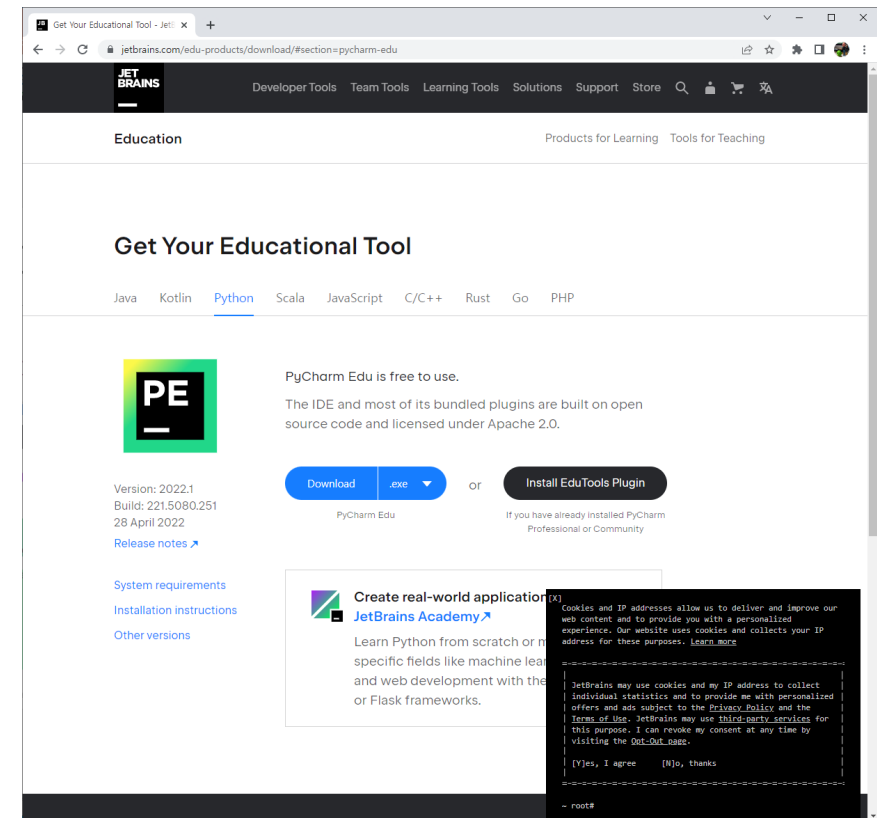 Get Your Educational Tool - JetB
jetbrains.com/edu-products/download/#section=pycharm-edu
JET
BRAINS
Developer Tools Team Tools Learning Tools Solutions Support Store
Education
Products for Learning Tools for Teaching
Get Your Educational Tool
Java Kotlin Python Scala JavaScript C/C++ Rust Go PHP
PE
PyCharm Edu is free to use.
The IDE and most of its bundled plugins are built on open
source code and licensed under Apache 2.0.
Download .exe or Install EduTools Plugin
PyCharm Edu
If you have already installed PyCharm
Professional or Community
Version: 2022.1
Build: 221.5080.251
28 April 2022
Release notes ↗
System requirements
Installation instructions
Other versions
Create real-world application
JetBrains Academy↗
Learn Python from scratch or
specific fields like machine
and web development with the
or Flask frameworks.
[X]
Cookies and IP addresses allow us to deliver and improve our
web content and to provide you with a personalized
experience. Our website uses cookies and collects your IP
address for these purposes. Learn more
JetBrains may use cookies and my IP address to collect
individual statistics and to provide me with personalized
offers and ads subject to the Privacy Policy and the
Terms of Use. JetBrains may use third-party services for
this purpose. I can revoke my consent at any time by
visiting the Opt-Out page.
[Y]es, I agree [N]o, thanks
~ root#